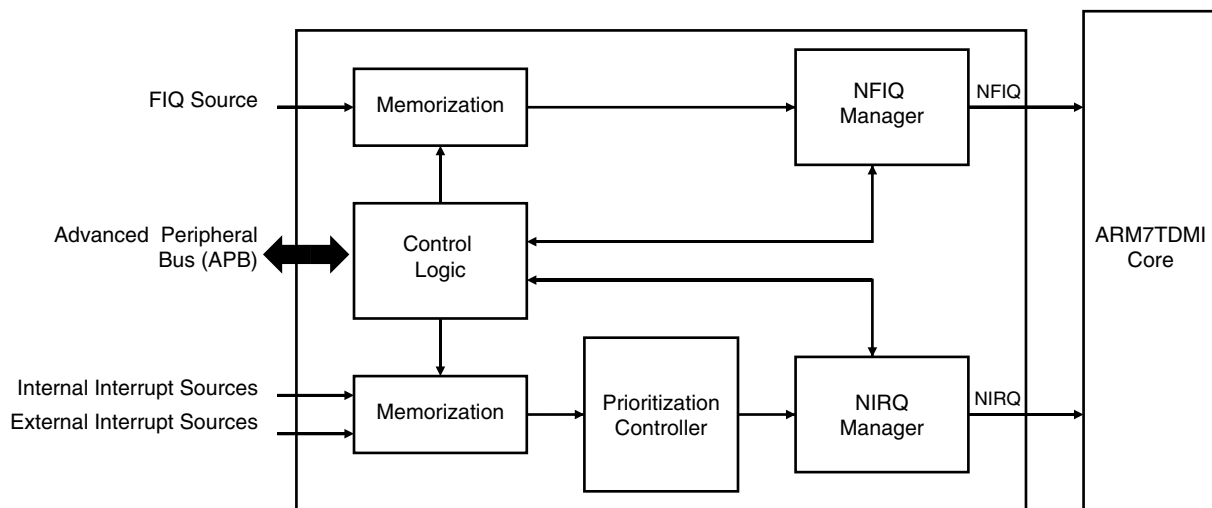 FIQ Source
Memorization
NFIQ
Manager
NFIQ
Advanced Peripheral
Bus (APB)
Control
Logic
ARM7TDMI
Core
Internal Interrupt Sources
External Interrupt Sources
Memorization
Prioritization
Controller
NIRQ
Manager
NIRQ